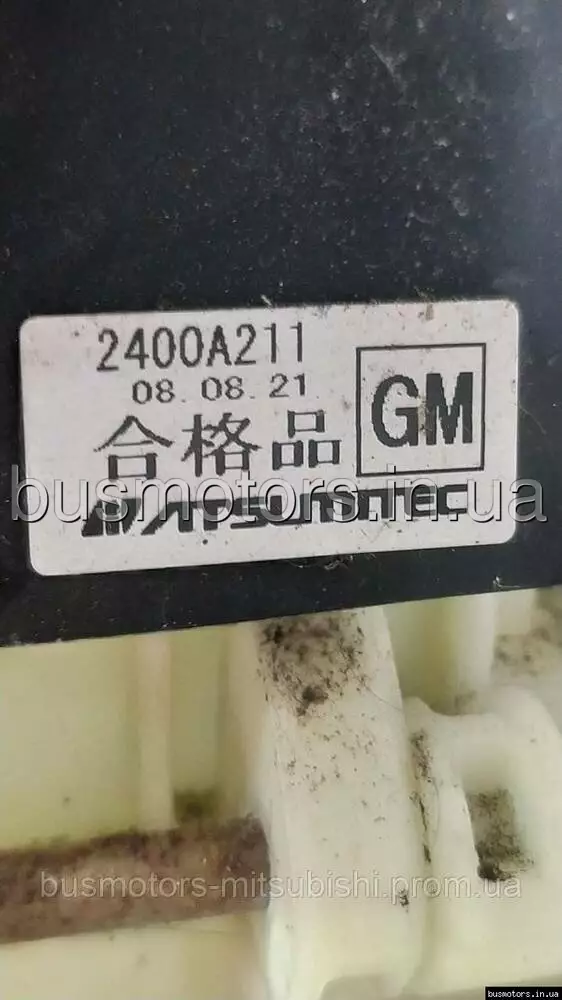 2400A211
08.08.21
合格品
GM
busmotors.in.ua
busmotors-mitsubishi.prom.ua
busmotors.in.ua